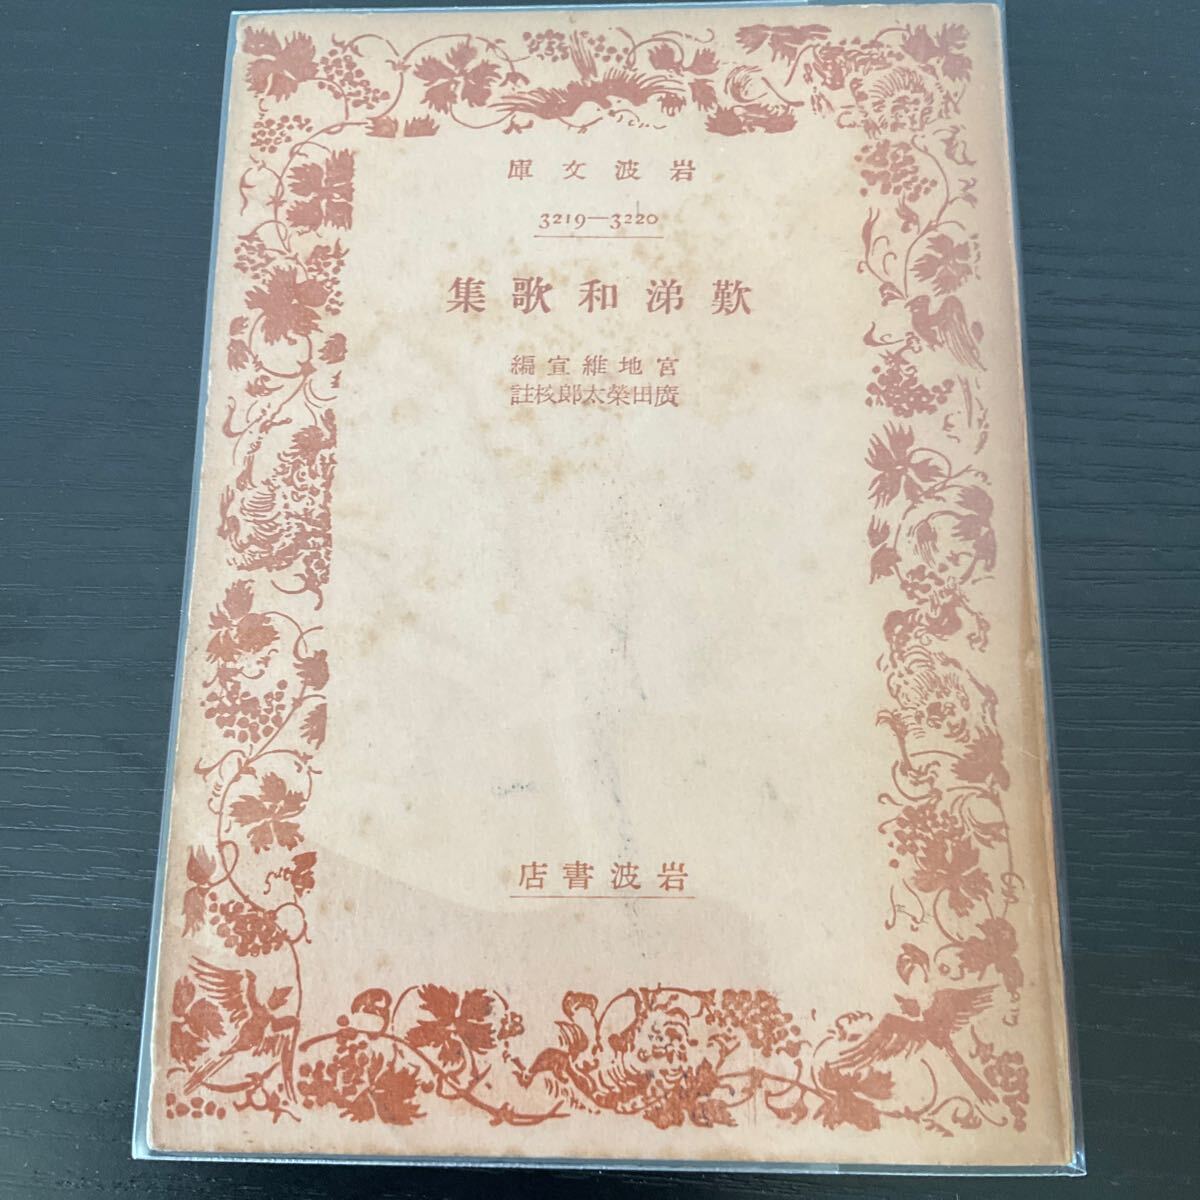 岩波文庫
3219—3220
歎涕和歌集
宮地維宣編
廣田榮太郎校註
岩波書店